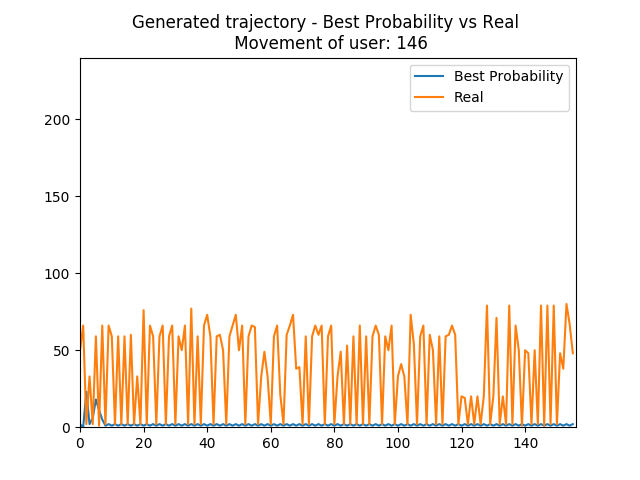 Generated trajectory - Best Probability vs Real
Movement of user: 146
Best Probability
Real
200
150
100
50
0
0 20 40 60 80 100 120 140